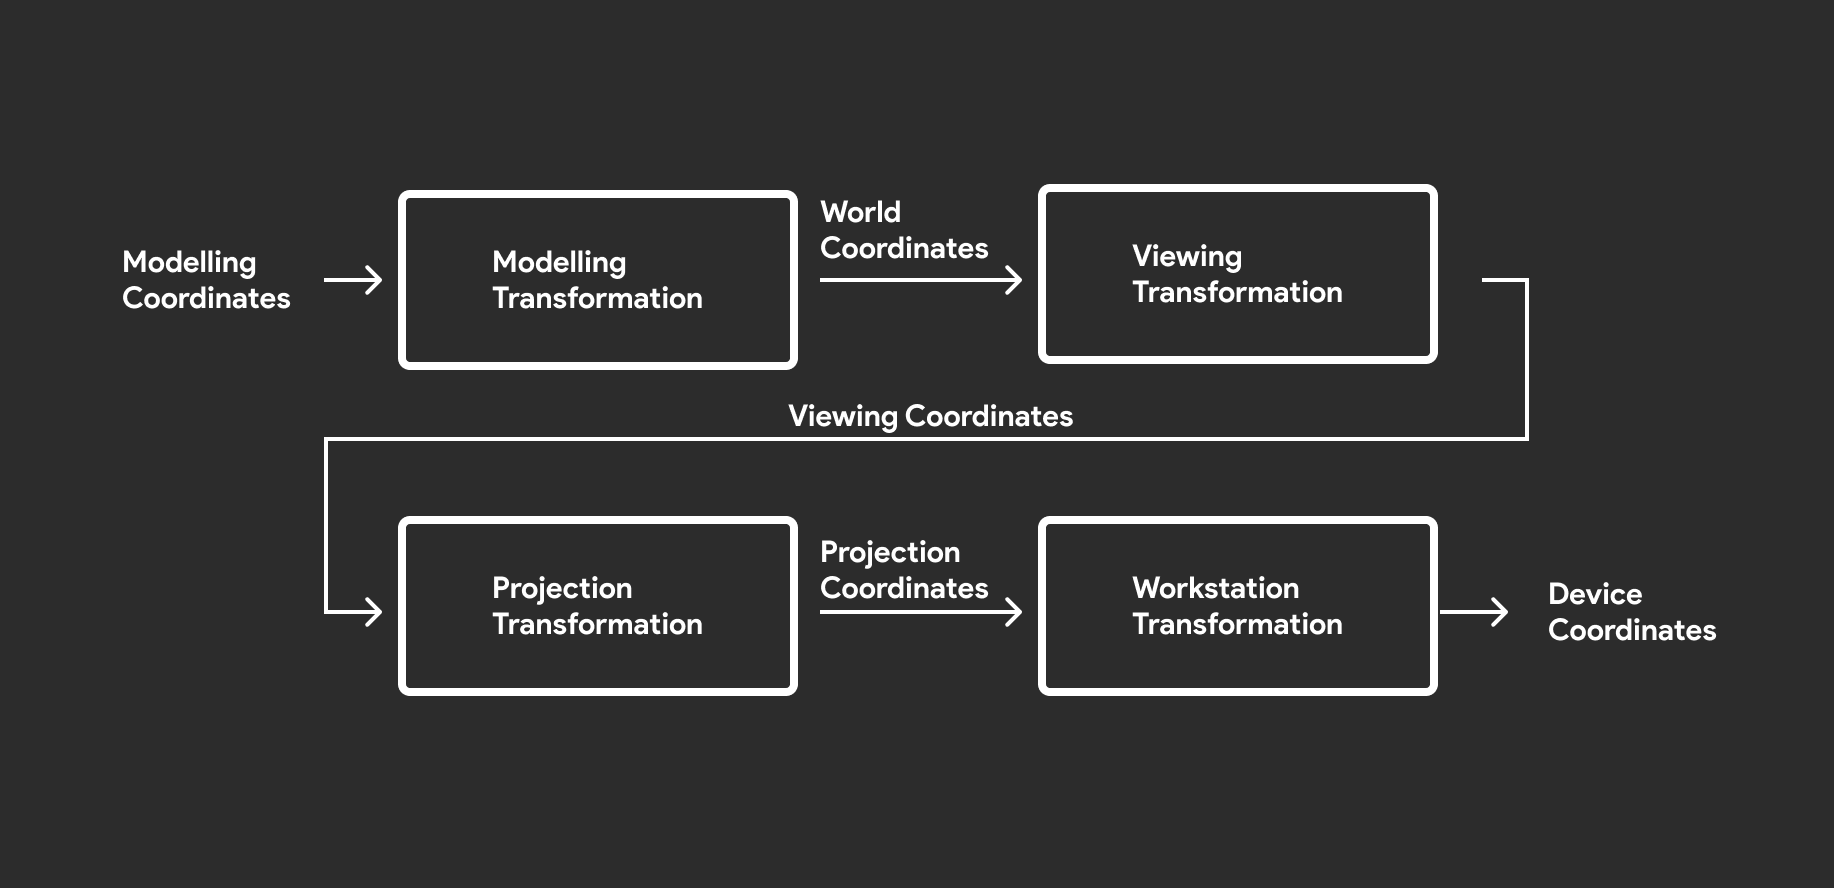 Modelling
Coordinates
Modelling
Transformation
World
Coordinates
Viewing
Transformation
Viewing Coordinates
Projection
Transformation
Projection
Coordinates
Workstation
Transformation
Device
Coordinates